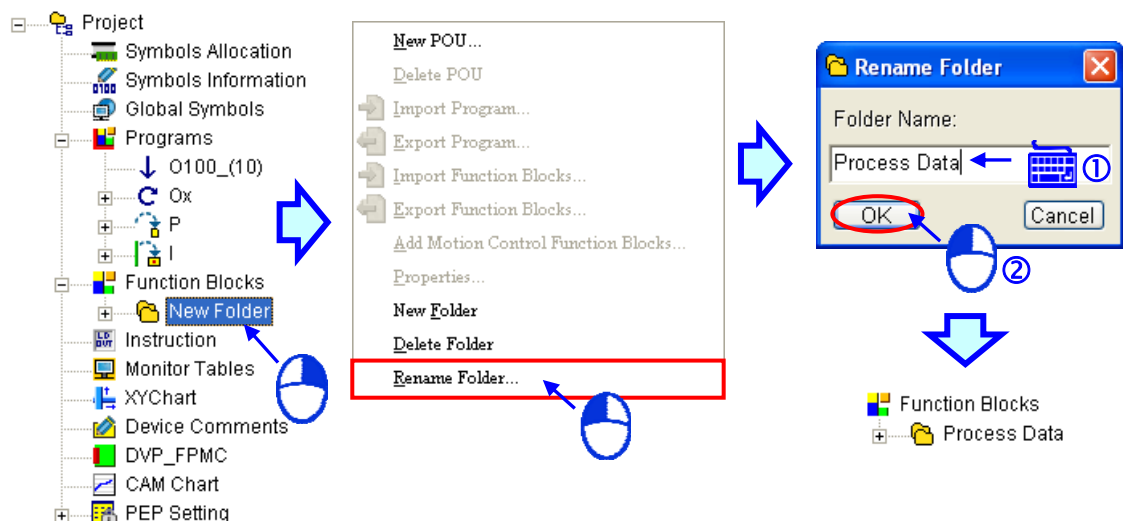 Project
Symbols Allocation
Symbols Information
Global Symbols
Programs
O100_(10)
Ox
P
I
Function Blocks
New Folder
Instruction
Monitor Tables
XYChart
Device Comments
DVP_FPMC
CAM Chart
PEP Setting
New POU...
Delete POU
Import Program...
Export Program...
Import Function Blocks...
Export Function Blocks...
Add Motion Control Function Blocks...
Properties...
New Folder
Delete Folder
Rename Folder...
Rename Folder
Folder Name:
Process Data ①
OK Cancel
②
Function Blocks
Process Data